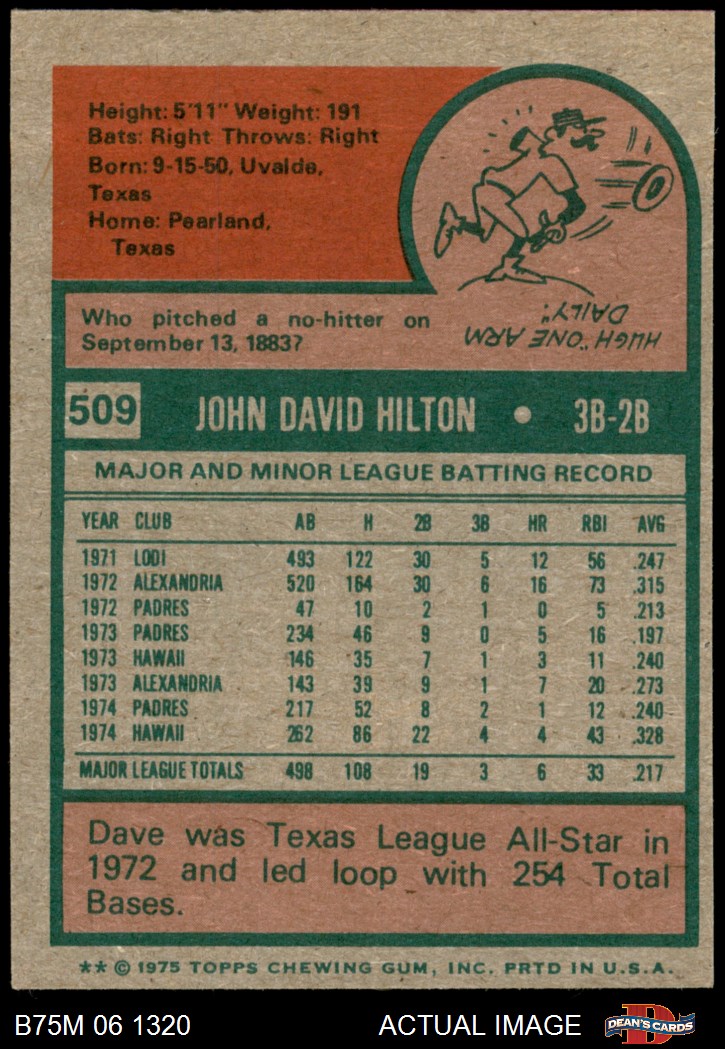 Height: 5'11" Weight: 191
Bats: Right Throws: Right
Born: 9-15-50, Uvalde,
Texas
Home: Pearland,
Texas
Who pitched a no-hitter on
September 13, 1883?
HUGH "ONE ARM
DAILY".
509 JOHN DAVID HILTON • 3B-2B
MAJOR AND MINOR LEAGUE BATTING RECORD
YEAR CLUB AB H 2B 3B HR RBI AVG
1971 LODI 493 122 30 5 12 56 .247
1972 ALEXANDRIA 520 164 30 6 16 73 .315
1972 PADRES 47 10 2 1 0 5 .213
1973 PADRES 234 46 9 0 5 16 .197
1973 HAWAII 146 35 7 1 3 11 .240
1973 ALEXANDRIA 143 39 9 1 7 20 .273
1974 PADRES 217 52 8 2 1 12 .240
1974 HAWAII 262 86 22 4 4 43 .328
MAJOR LEAGUE TOTALS 498 108 19 3 6 33 .217
Dave was Texas League All-Star in
1972 and led loop with 254 Total
Bases.
** © 1975 TOPPS CHEWING GUM, INC. PRTD IN U.S.A.
B75M 06 1320 ACTUAL IMAGE DEAN'S CARDS